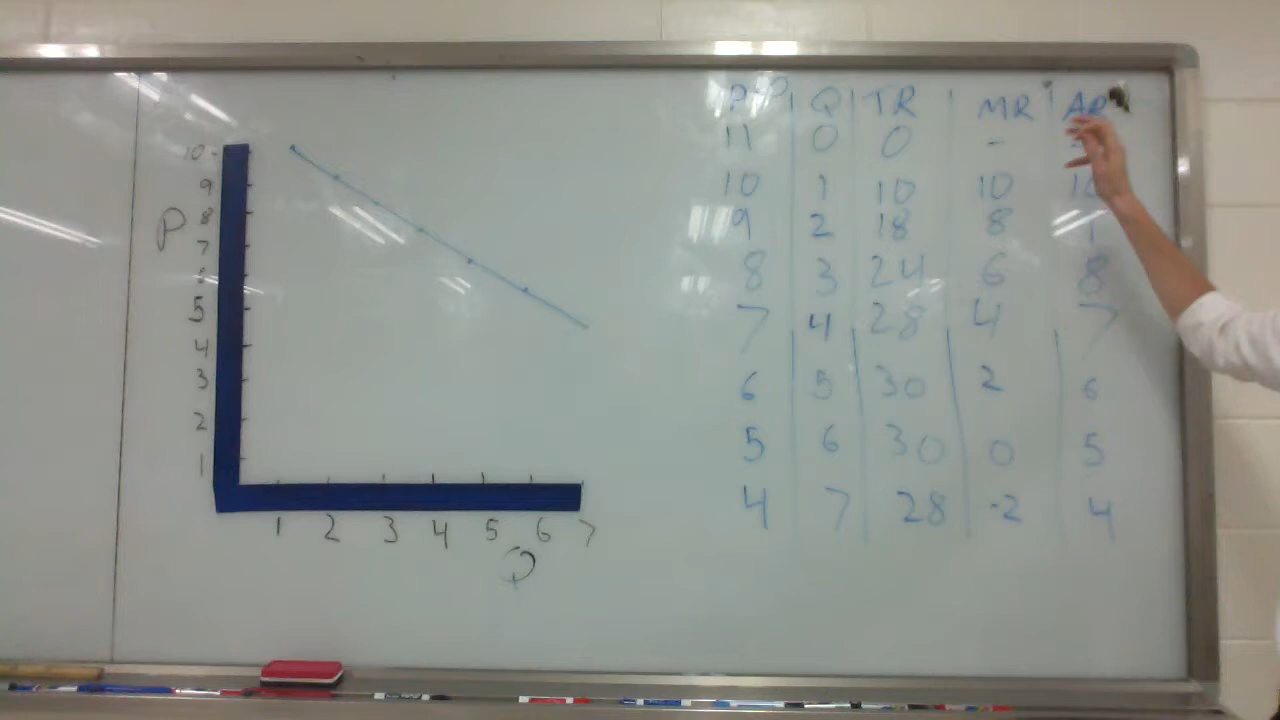 10
9
8
P
7
6
5
4
3
2
1
1 2 3 4 5 6 7
Q
P Q TR MR AR
11 0 0 -
10 1 10 10
9 2 18 8
8 3 24 6 8
7 4 28 4 7
6 5 30 2 6
5 6 30 0 5
4 7 28 -2 4